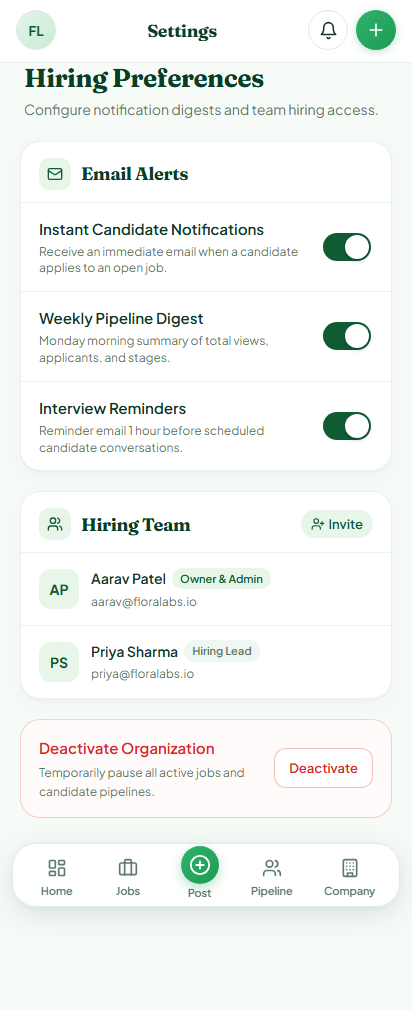 FL
Settings
Hiring Preferences
Configure notification digests and team hiring access.
Email Alerts
Instant Candidate Notifications
Receive an immediate email when a candidate
applies to an open job.
Weekly Pipeline Digest
Monday morning summary of total views,
applicants, and stages.
Interview Reminders
Reminder email 1 hour before scheduled
candidate conversations.
Hiring Team
Invite
AP
Aarav Patel
Owner & Admin
aarav@floralabs.io
PS
Priya Sharma
Hiring Lead
priya@floralabs.io
Deactivate Organization
Temporarily pause all active jobs and
candidate pipelines.
Deactivate
Home
Jobs
Post
Pipeline
Company